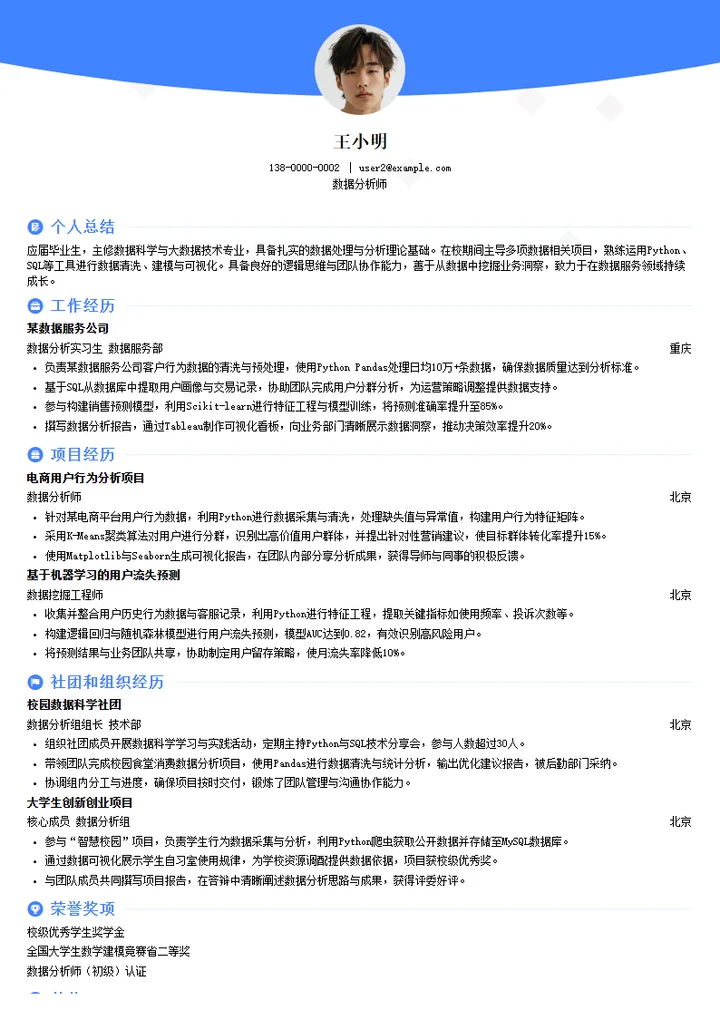 王小明
138-0000-0002 | user2@example.com
数据分析师
个人总结
应届毕业生，主修数据科学与大数据技术专业，具备扎实的数据处理与分析理论基础。在校期间主导多项数据相关项目，熟练运用Python、
SQL等工具进行数据清洗、建模与可视化。具备良好的逻辑思维与团队协作能力，善于从数据中挖掘业务洞察，致力于在数据服务领域持续
成长。
工作经历
某数据服务公司
数据分析实习生 数据服务部 重庆
• 负责某数据服务公司客户行为数据的清洗与预处理，使用Python Pandas处理日均10万+条数据，确保数据质量达到分析标准。
• 基于SQL从数据库中提取用户画像与交易记录，协助团队完成用户分群分析，为运营策略调整提供数据支持。
• 参与构建销售预测模型，利用Scikit-learn进行特征工程与模型训练，将预测准确率提升至85%。
• 撰写数据分析报告，通过Tableau制作可视化看板，向业务部门清晰展示数据洞察，推动决策效率提升20%。
项目经历
电商用户行为分析项目
数据分析师 北京
• 针对某电商平台用户行为数据，利用Python进行数据采集与清洗，处理缺失值与异常值，构建用户行为特征矩阵。
• 采用K-Means聚类算法对用户进行分群，识别出高价值用户群体，并提出针对性营销建议，使目标群体转化率提升15%。
• 使用Matplotlib与Seaborn生成可视化报告，在团队内部分享分析成果，获得导师与同事的积极反馈。
基于机器学习的用户流失预测
数据挖掘工程师 北京
• 收集并整合用户历史行为数据与客服记录，利用Python进行特征工程，提取关键指标如使用频率、投诉次数等。
• 构建逻辑回归与随机森林模型进行用户流失预测，模型AUC达到0.82，有效识别高风险用户。
• 将预测结果与业务团队共享，协助制定用户留存策略，使月流失率降低10%。
社团和组织经历
校园数据科学社团
数据分析组组长 技术部 北京
• 组织社团成员开展数据科学学习与实践活动，定期主持Python与SQL技术分享会，参与人数超过30人。
• 带领团队完成校园食堂消费数据分析项目，使用Pandas进行数据清洗与统计分析，输出优化建议报告，被后勤部门采纳。
• 协调组内分工与进度，确保项目按时交付，锻炼了团队管理与沟通协作能力。
大学生创新创业项目
核心成员 数据分析组 北京
• 参与“智慧校园”项目，负责学生行为数据采集与分析，利用Python爬虫获取公开数据并存储至MySQL数据库。
• 通过数据可视化展示学生自习室使用规律，为学校资源调配提供数据依据，项目获校级优秀奖。
• 与团队成员共同撰写项目报告，在答辩中清晰阐述数据分析思路与成果，获得评委好评。
荣誉奖项
校级优秀学生奖学金
全国大学生数学建模竞赛省二等奖
数据分析师（初级）认证